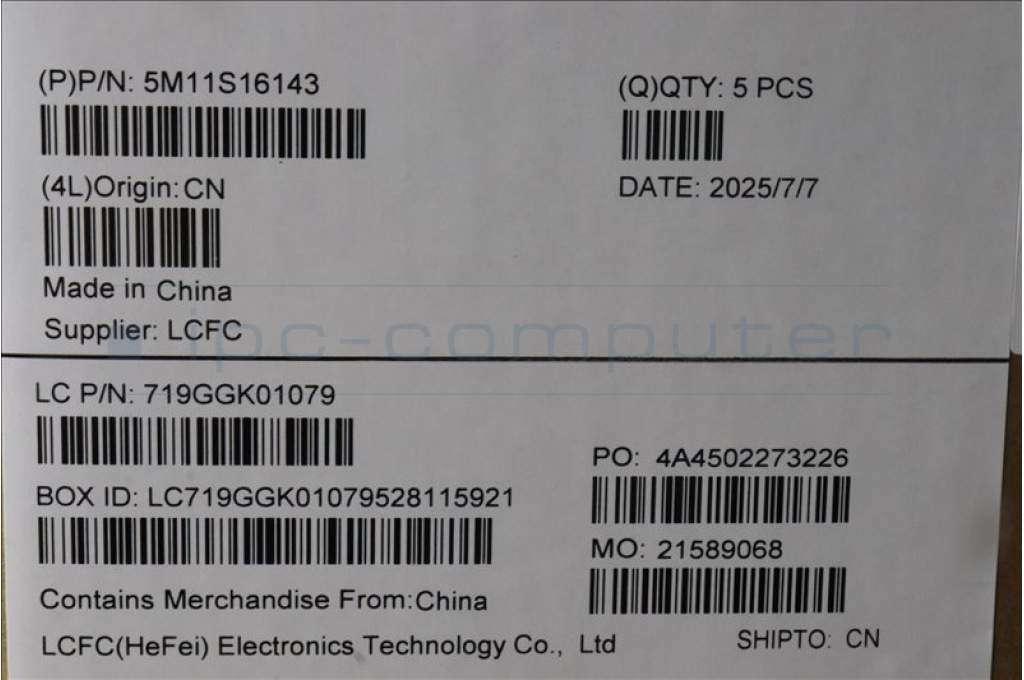 (P)P/N: 5M11S16143
(Q)QTY: 5 PCS
(4L)Origin:CN
DATE: 2025/7/7
Made in China
Supplier: LCFC
ipc-computer
LC P/N: 719GGK01079
PO: 4A4502273226
BOX ID: LC719GGK01079528115921
MO: 21589068
Contains Merchandise From:China
LCFC(HeFei) Electronics Technology Co., Ltd
SHIPTO: CN